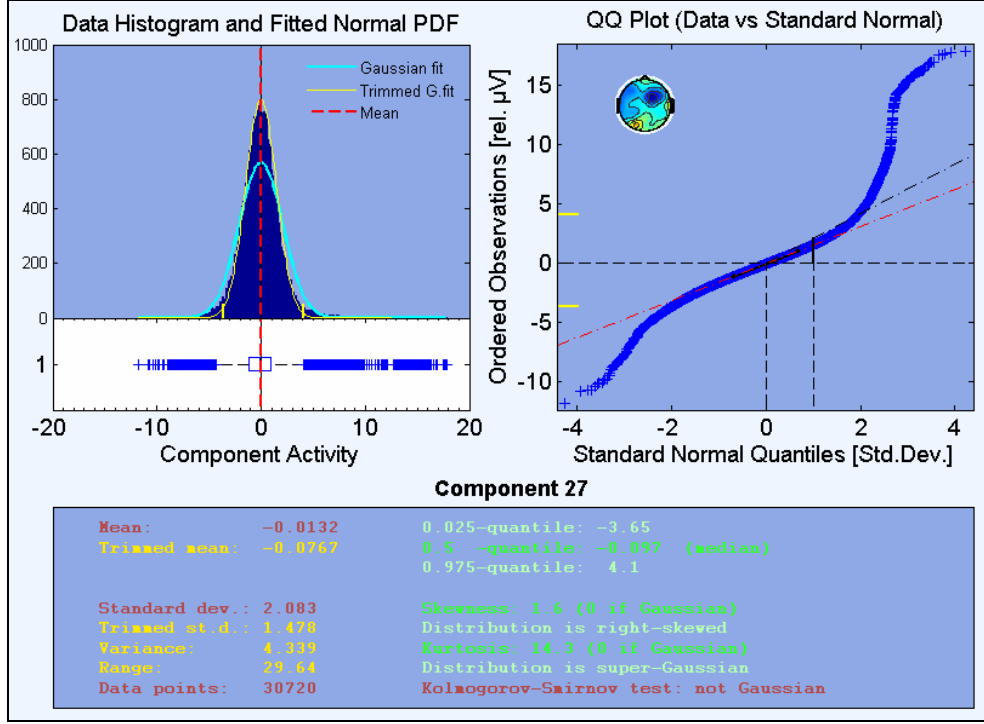 Data Histogram and Fitted Normal PDF
1000
800
600
400
200
0
Gaussian fit
Trimmed G.fit
Mean
1
-20 -10 0 10 20
Component Activity
QQ Plot (Data vs Standard Normal)
Ordered Observations [rel. µV]
15
10
5
0
-5
-10
-4 -2 0 2 4
Standard Normal Quantiles [Std.Dev.]
Component 27
Mean: -0.0132
Trimmed mean: -0.0767
Standard dev.: 2.083
Trimmed st.d.: 1.478
Variance: 4.339
Range: 29.64
Data points: 30720
0.025-quantile: -3.65
0.5 -quantile: -0.097 (median)
0.975-quantile: 4.1
Skewness: 1.6 (0 if Gaussian)
Distribution is right-skewed
Kurtosis: 14.3 (0 if Gaussian)
Distribution is super-Gaussian
Kolmogorov-Smirnov test: not Gaussian